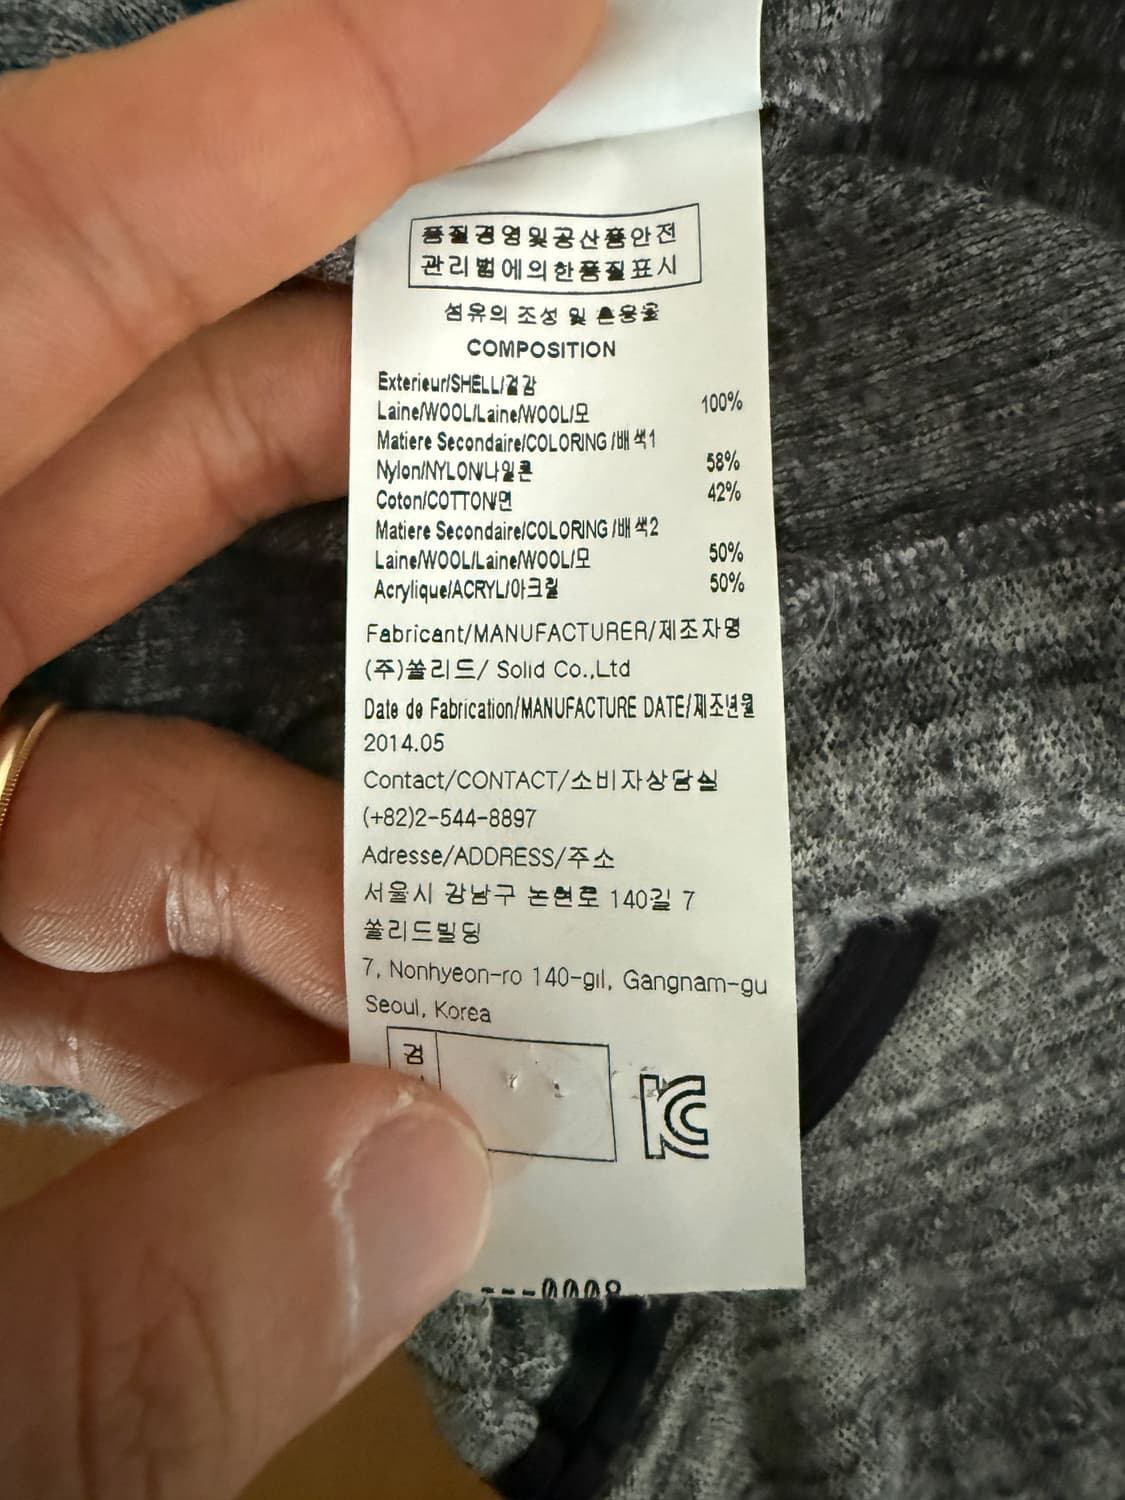 품질경영및공산품안전
관리법에의한품질표시
섬유의 조성 및 혼용율
COMPOSITION
Exterieur/SHELL/겉감
Laine/WOOL/Laine/WOOL/모 100%
Matiere Secondaire/COLORING /배색1
Nylon/NYLON/나일론 58%
Coton/COTTON/면 42%
Matiere Secondaire/COLORING /배색2
Laine/WOOL/Laine/WOOL/모 50%
Acrylique/ACRYL/아크릴 50%
Fabricant/MANUFACTURER/제조자명
(주)쏠리드/ Solid Co.,Ltd
Date de Fabrication/MANUFACTURE DATE/제조년월
2014.05
Contact/CONTACT/소비자상담실
(+82)2-544-8897
Adresse/ADDRESS/주소
서울시 강남구 논현로 140길 7
쏠리드빌딩
7, Nonhyeon-ro 140-gil, Gangnam-gu
Seoul, Korea
검
KC